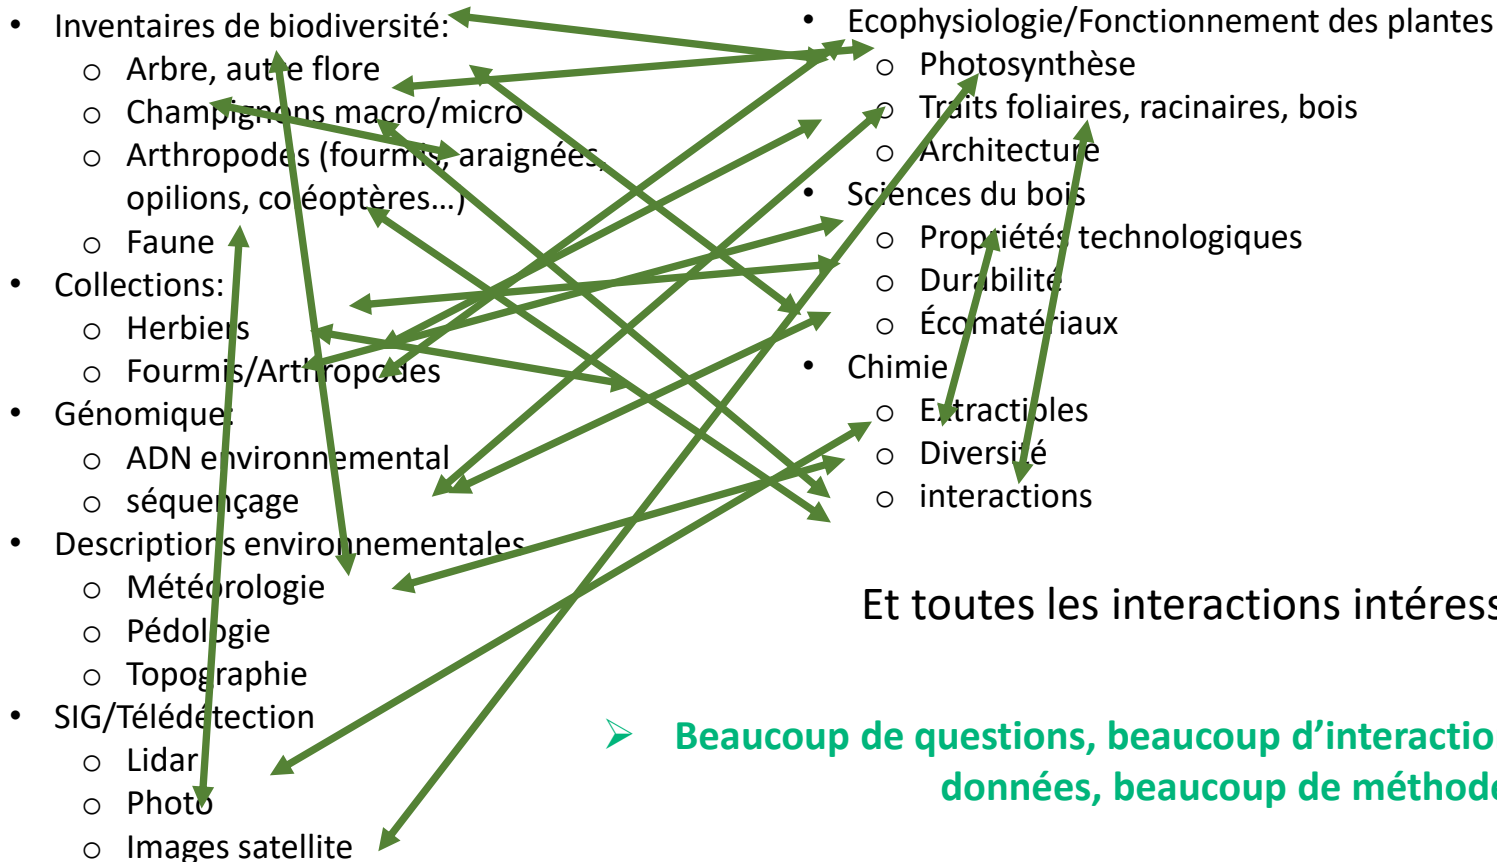 • Inventaires de biodiversité:
o Arbre, autre flore
o Champignons macro/micro
o Arthropodes (fourmis, araignées,
opilions, coléoptères…)
o Faune
• Collections:
o Herbiers
o Fourmis/Arthropodes
• Génomique:
o ADN environnemental
o séquençage
• Descriptions environnementales
o Météorologie
o Pédologie
o Topographie
• SIG/Télédétection
o Lidar
o Photo
o Images satellite
• Ecophysiologie/Fonctionnement des plantes
o Photosynthèse
o Traits foliaires, racinaires, bois
o Architecture
• Sciences du bois
o Propriétés technologiques
o Durabilité
o Écomatériaux
• Chimie
o Extractibles
o Diversité
o interactions
Et toutes les interactions intéress
➢ Beaucoup de questions, beaucoup d’interactio
données, beaucoup de méthod